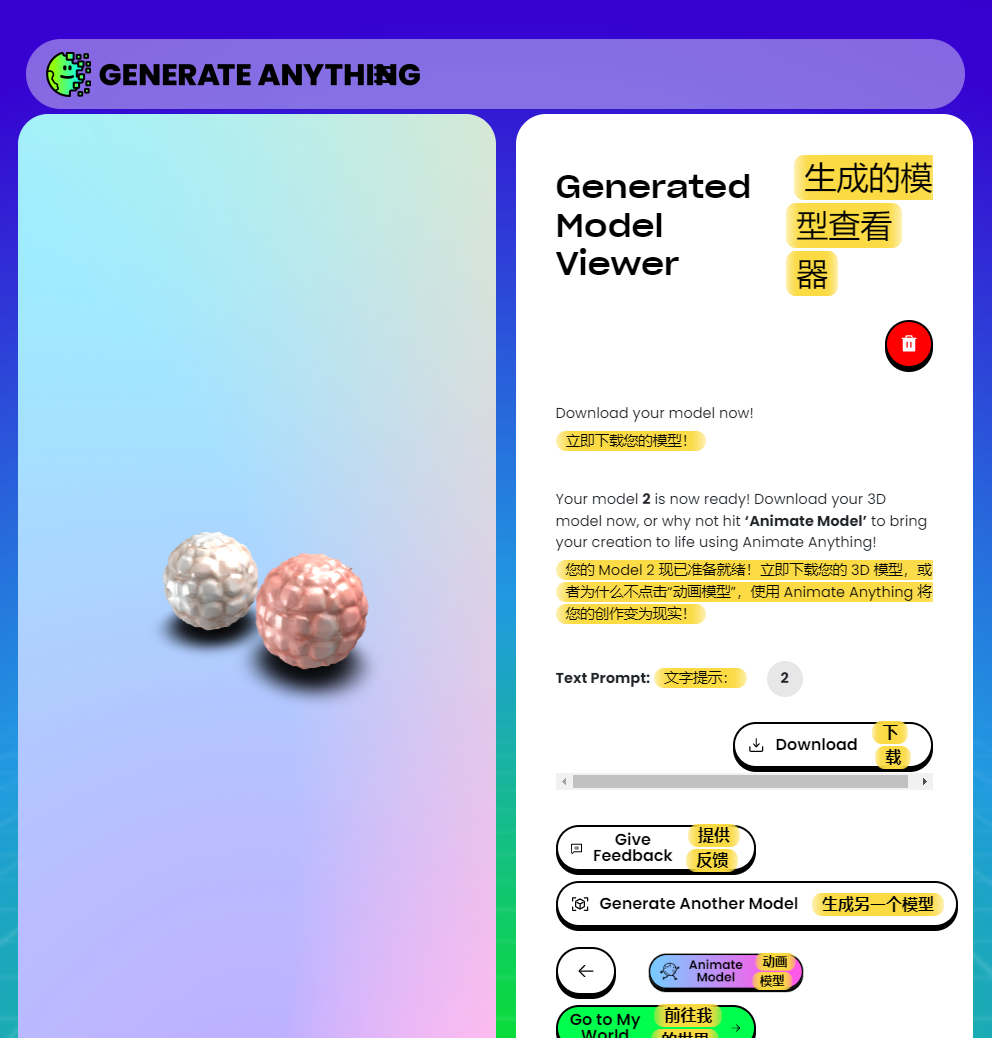 GENERATE ANYTHING
Generated
Model
Viewer
生成的模
型查看
器
Download your model now!
立即下载您的模型！
Your model 2 is now ready! Download your 3D
model now, or why not hit ‘Animate Model’ to bring
your creation to life using Animate Anything!
您的 Model 2 现已准备就绪！立即下载您的 3D 模型，或
者为什么不点击“动画模型”，使用 Animate Anything 将
您的创作变为现实！
Text Prompt: 文字提示： 2
Download
下
载
Give
Feedback
提供
反馈
Generate Another Model 生成另一个模型
Animate
Model
动画
模型
Go to My
World
前往我
的世界